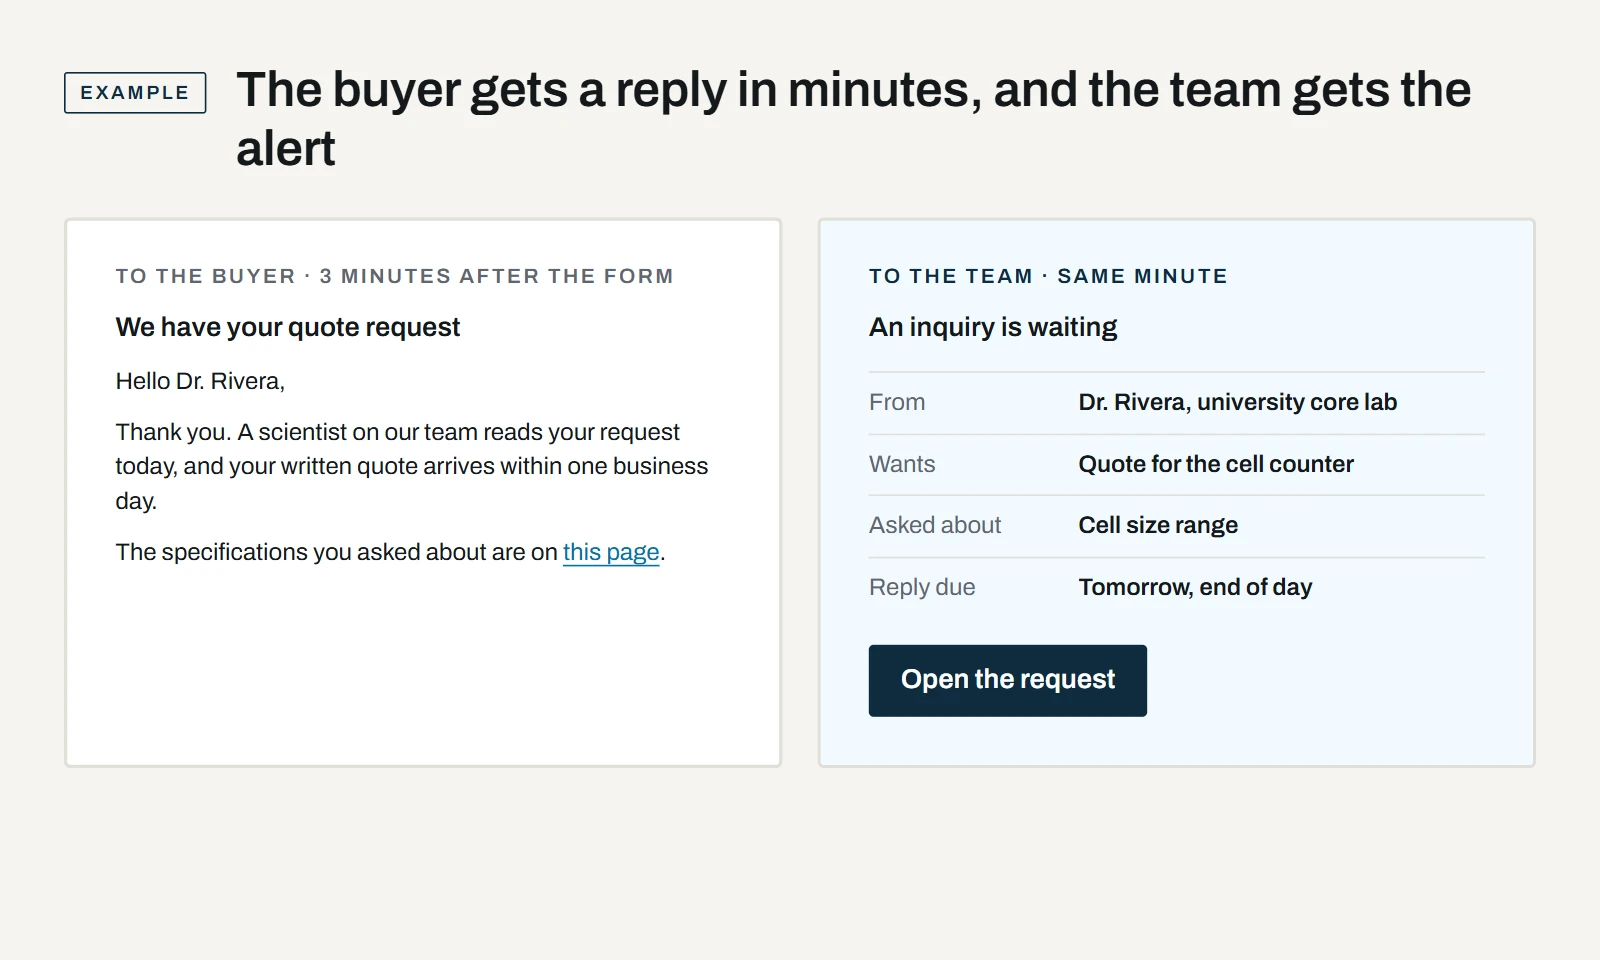 EXAMPLE
The buyer gets a reply in minutes, and the team gets the
alert
TO THE BUYER · 3 MINUTES AFTER THE FORM
We have your quote request
Hello Dr. Rivera,
Thank you. A scientist on our team reads your request
today, and your written quote arrives within one business
day.
The specifications you asked about are on this page.
TO THE TEAM · SAME MINUTE
An inquiry is waiting
From Dr. Rivera, university core lab
Wants Quote for the cell counter
Asked about Cell size range
Reply due Tomorrow, end of day
Open the request